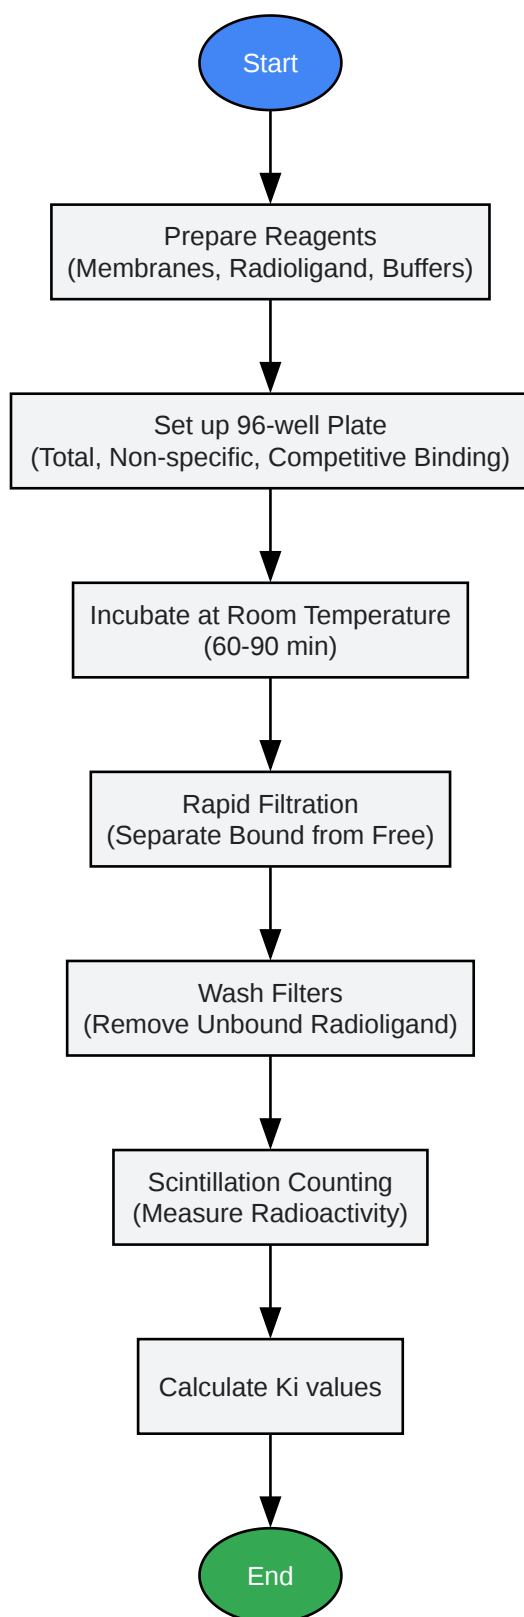 Start
Prepare Reagents
(Membranes, Radioligand, Buffers)
Set up 96-well Plate
(Total, Non-specific, Competitive Binding)
Incubate at Room Temperature
(60-90 min)
Rapid Filtration
(Separate Bound from Free)
Wash Filters
(Remove Unbound Radioligand)
Scintillation Counting
(Measure Radioactivity)
Calculate Ki values
End